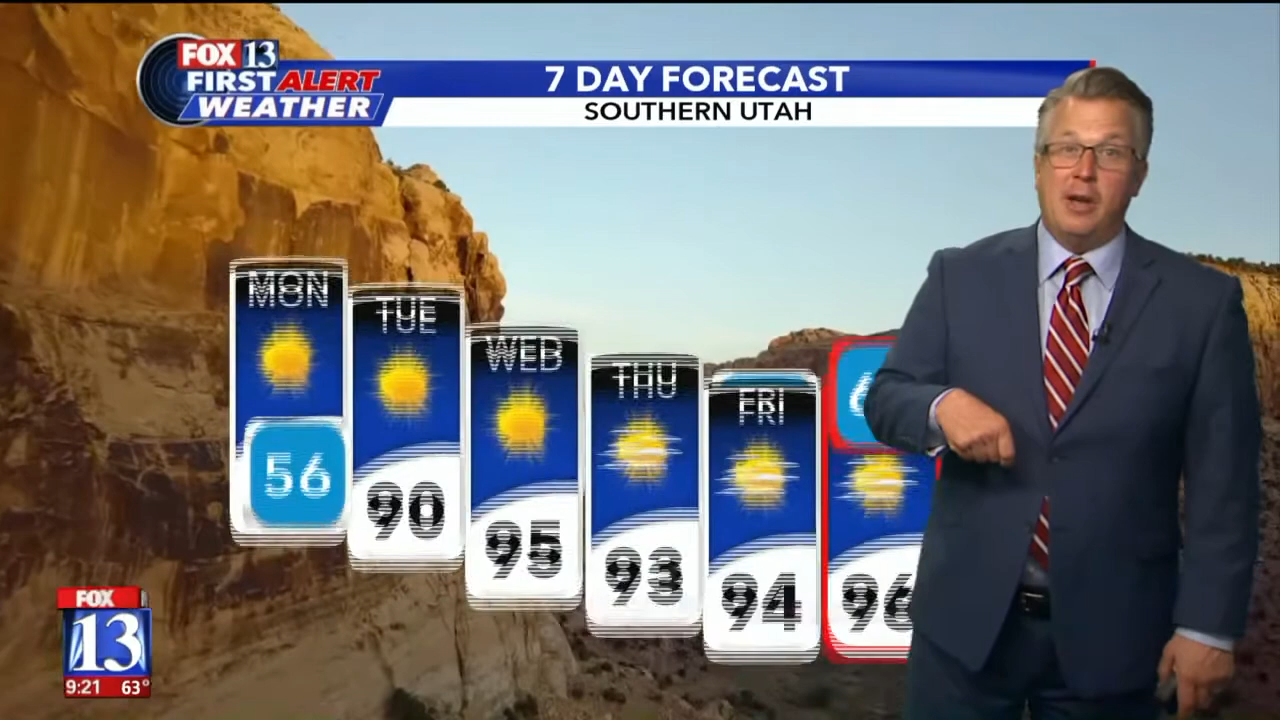 FOX 13
FIRST ALERT
WEATHER
7 DAY FORECAST
SOUTHERN UTAH
MON
TUE
WED
THU
FRI
56
90
95
93
94
96
FOX
13
9:21 63°